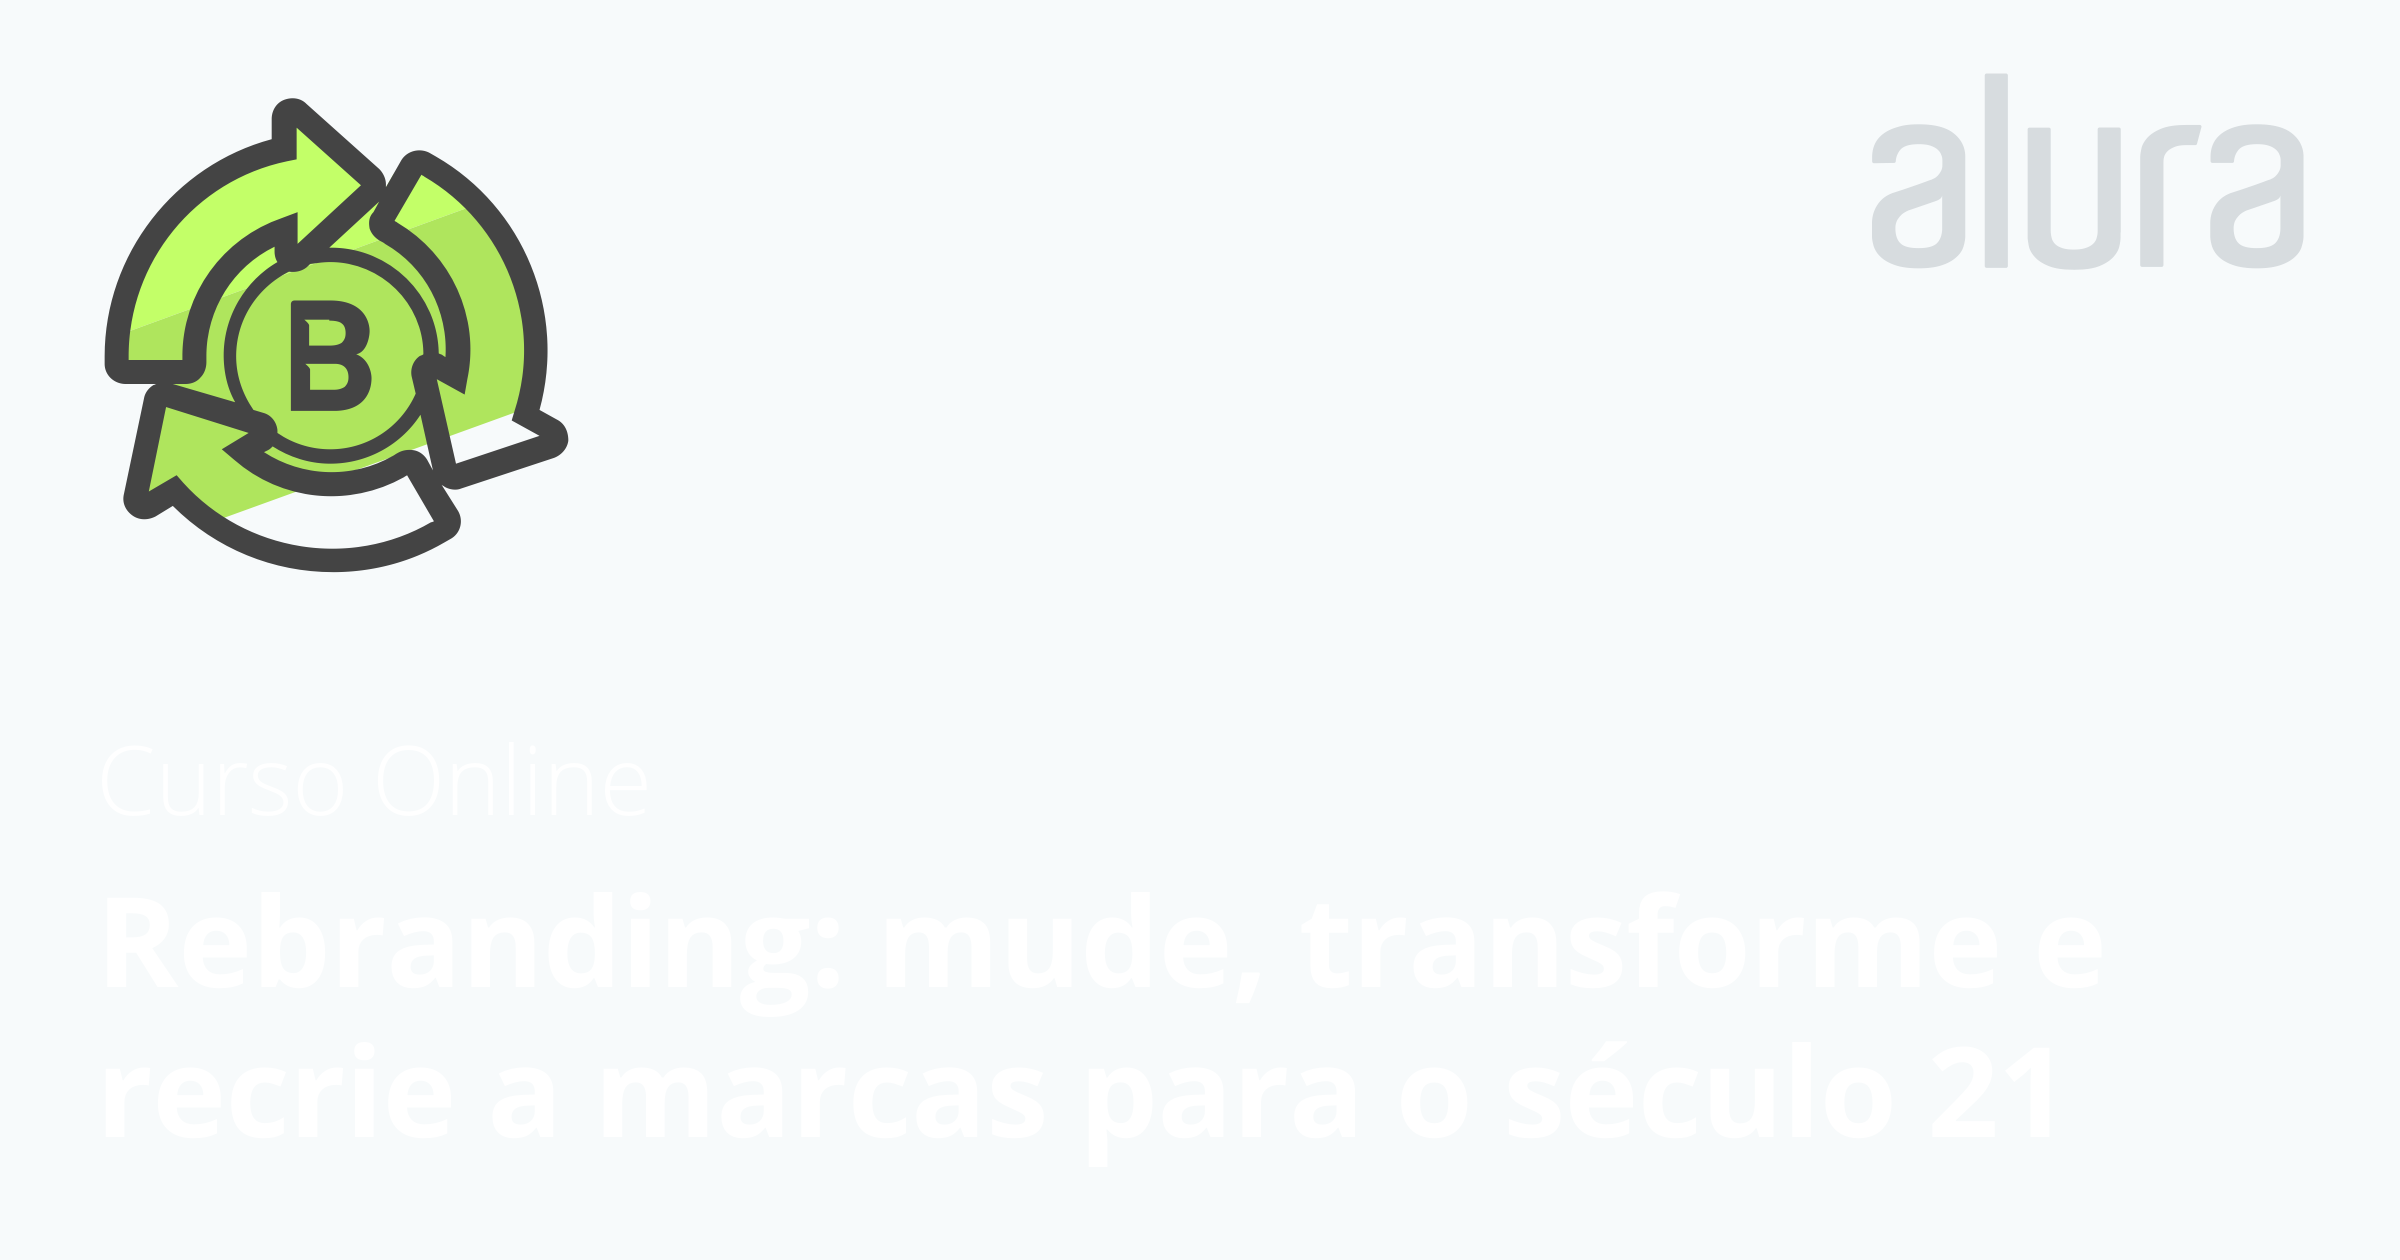 alura
B
Curso Online
Rebranding: mude, transforme e
recrie a marcas para o século 21